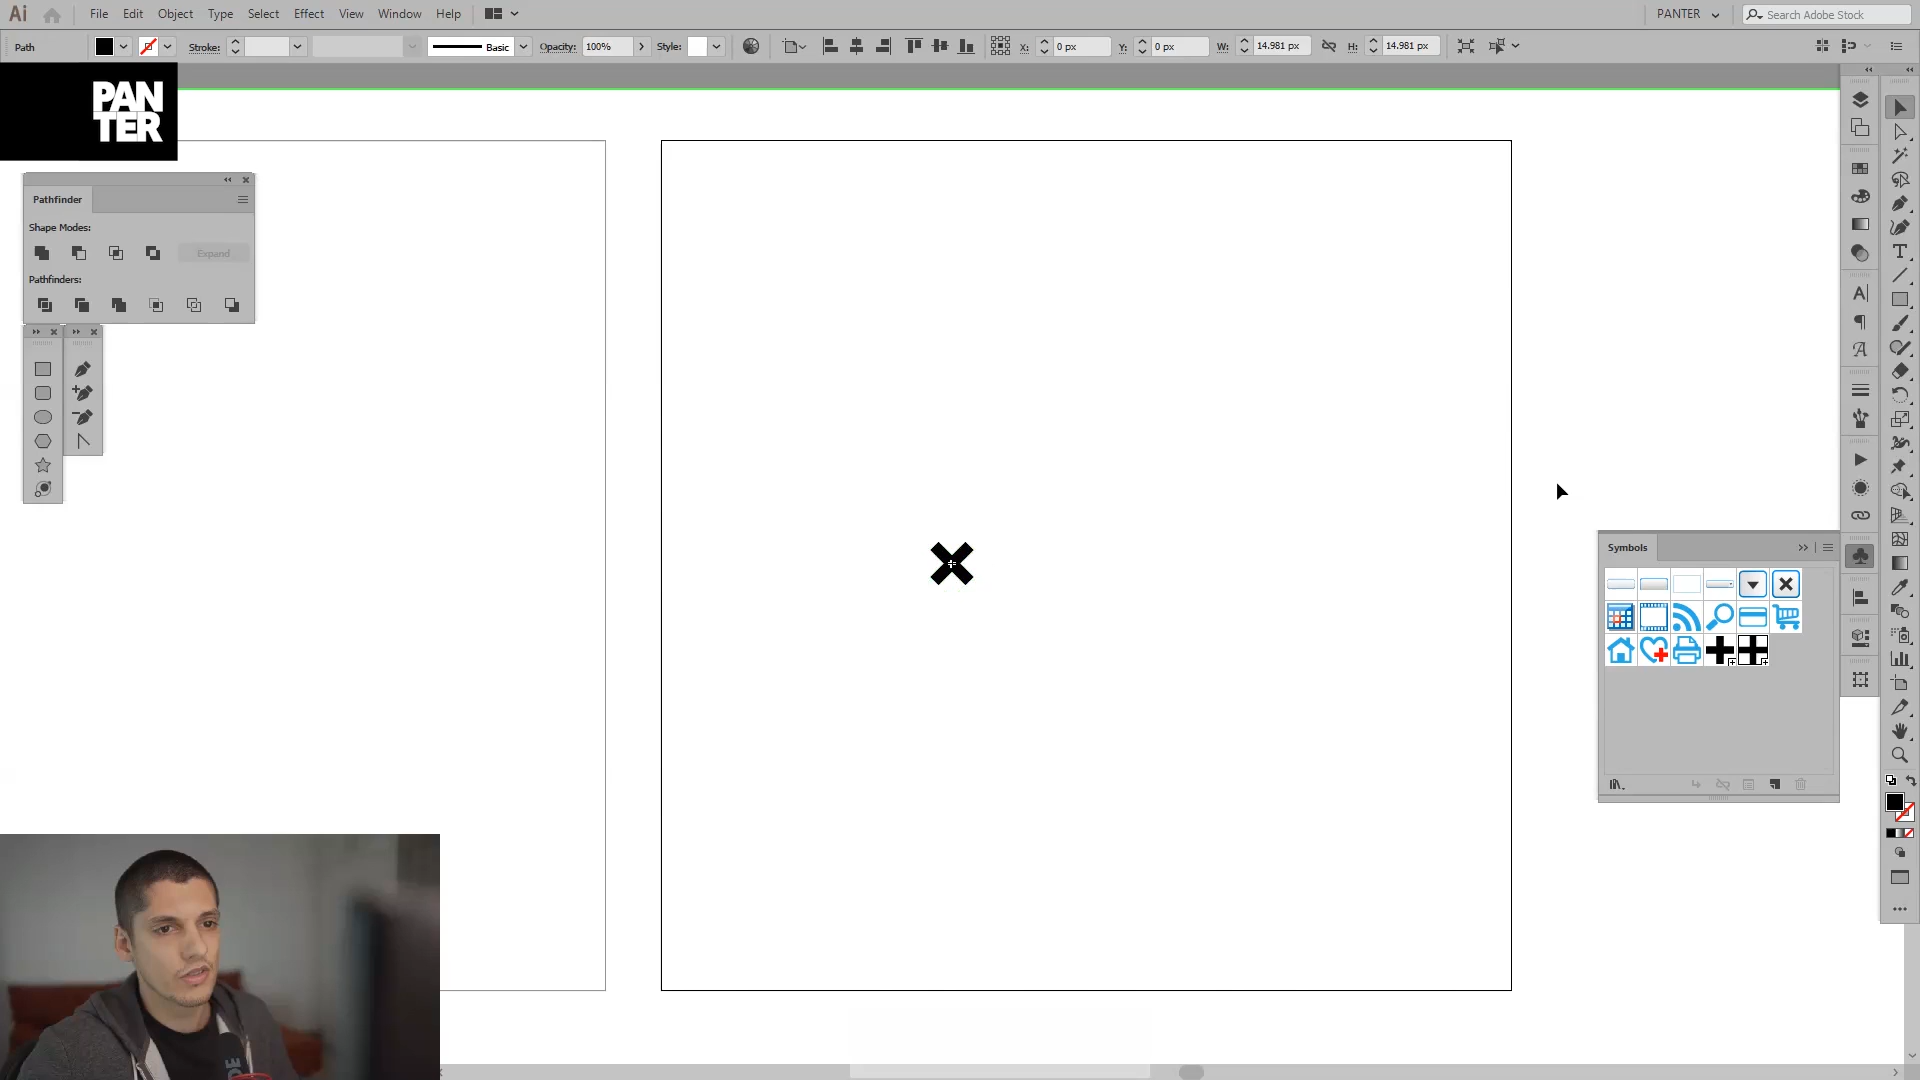 Ai File Edit Object Type Select Effect View Window Help PANTER Search Adobe Stock
Path Stroke: Basic Opacity: 100% Style: X: 0 px Y: 0 px W: 14.981 px H: 14.981 px
PAN
TER
Pathfinder
Shape Modes:
Expand
Pathfinders:
Symbols